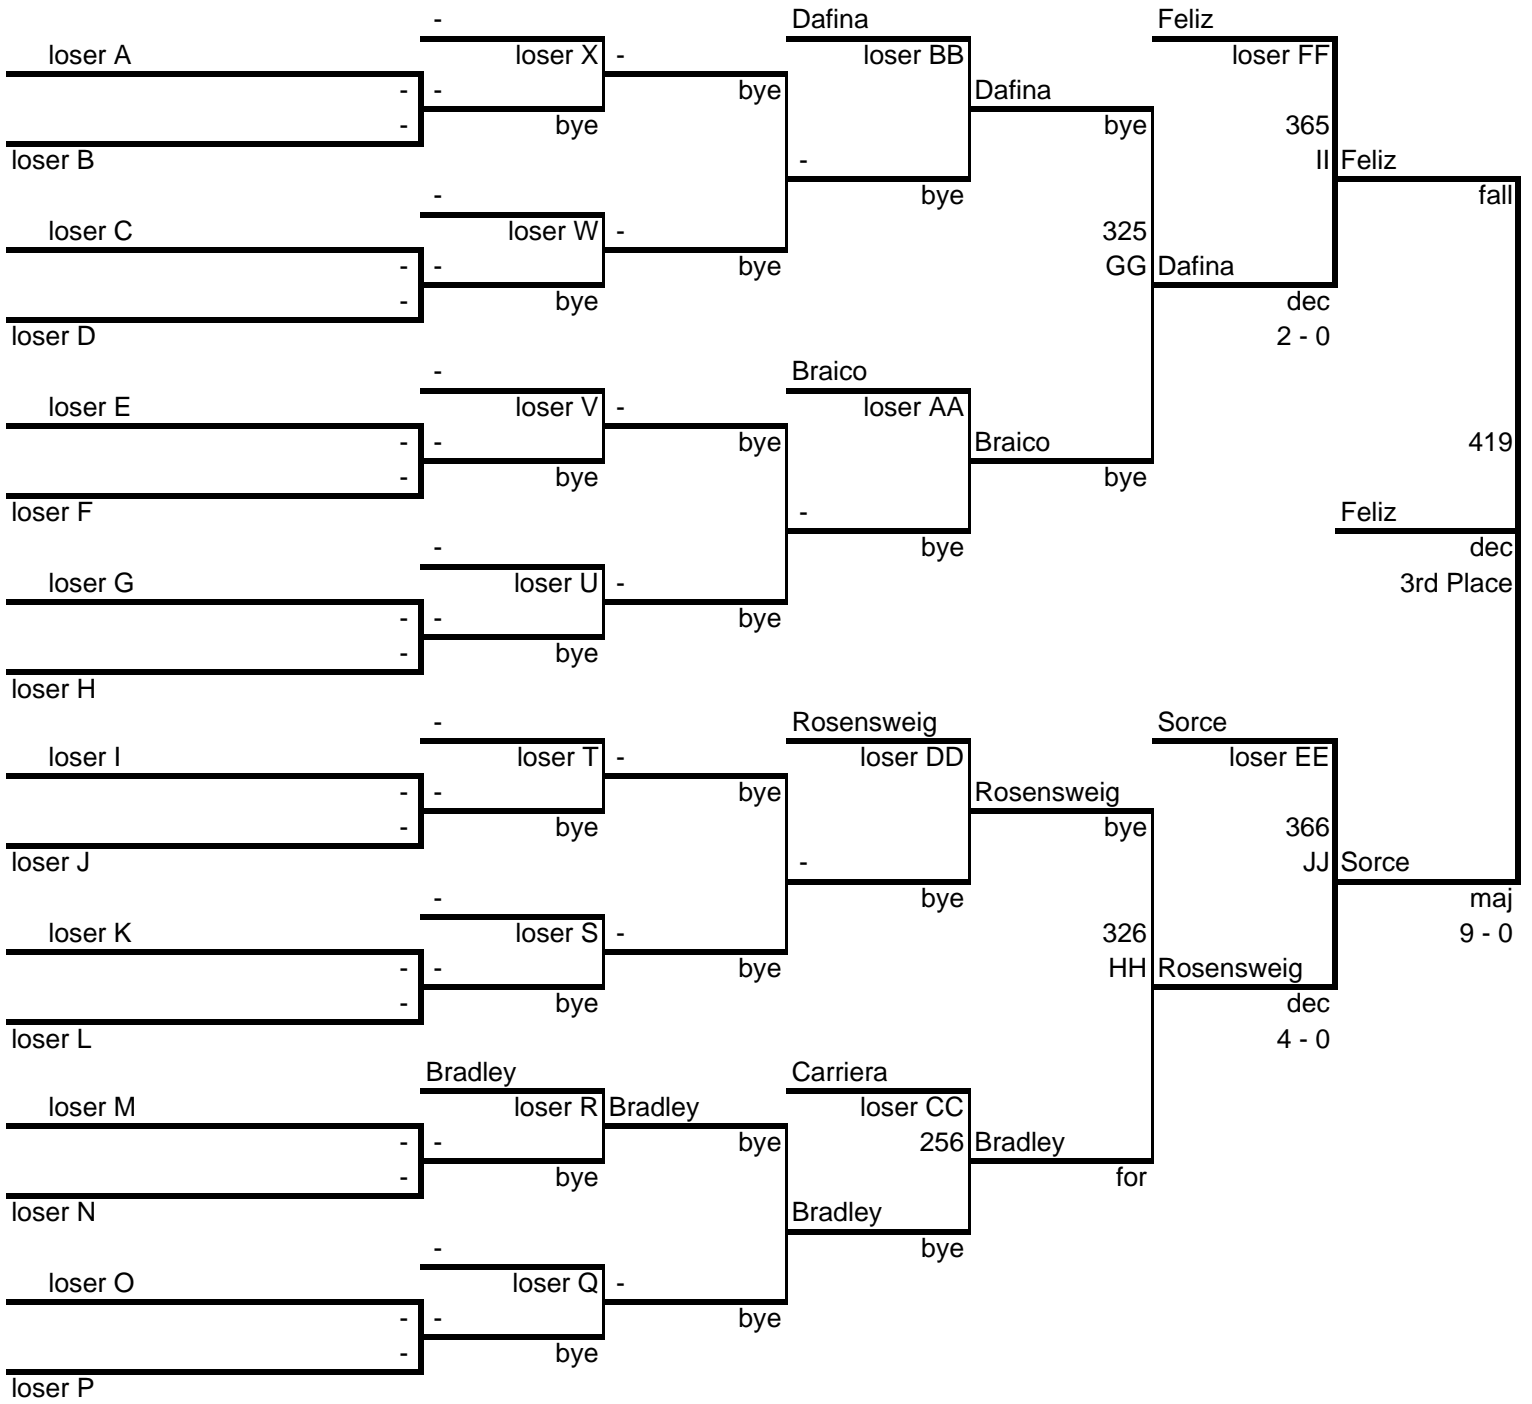 -
Dafina
Feliz
loser A
loser X
-
loser BB
loser FF
-
-
bye
Dafina
-
bye
bye
365
loser B
-
II
Feliz
-
bye
fall
loser C
loser W
-
325
-
-
bye
GG
Dafina
-
bye
dec
loser D
2 - 0
-
Braico
loser E
loser V
-
loser AA
-
-
bye
Braico
419
-
bye
bye
loser F
-
Feliz
-
bye
dec
loser G
loser U
-
3rd Place
-
-
bye
-
bye
loser H
-
Rosensweig
Sorce
loser I
loser T
-
loser DD
loser EE
-
-
bye
Rosensweig
-
bye
bye
366
loser J
-
JJ
Sorce
-
bye
maj
loser K
loser S
-
326
9 - 0
-
-
bye
HH
Rosensweig
-
bye
dec
loser L
4 - 0
Bradley
Carriera
loser M
loser R
Bradley
loser CC
-
-
bye
256
Bradley
-
bye
for
loser N
Bradley
-
bye
loser O
loser Q
-
-
-
bye
-
bye
loser P